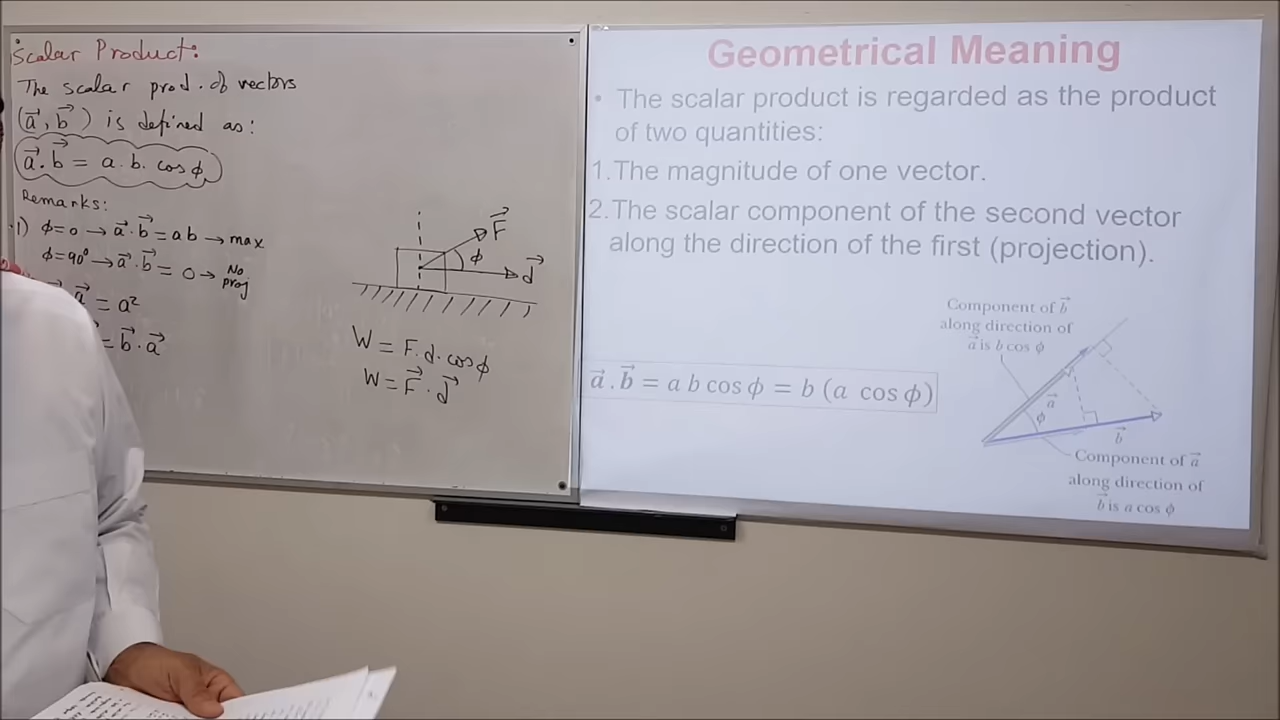 Scalar Product:
The scalar prod. of vectors
(a⃗, b⃗) is defined as:
a⃗.b⃗ = a.b.cos ϕ
Remarks:
1) ϕ=0 → a⃗·b⃗ = ab → max
ϕ=90° → a⃗·b⃗ = 0 → No proj
a⃗ = a²
= b⃗·a⃗
F⃗
ϕ
d⃗
W = F.d.cos ϕ
W = F⃗·d⃗
Geometrical Meaning
• The scalar product is regarded as the product
of two quantities:
1.The magnitude of one vector.
2.The scalar component of the second vector
along the direction of the first (projection).
a⃗.b⃗ = a b cos ϕ = b (a cos ϕ)
Component of b⃗
along direction of
a⃗ is b cos ϕ
a⃗
ϕ
b⃗
Component of a⃗
along direction of
b⃗ is a cos ϕ